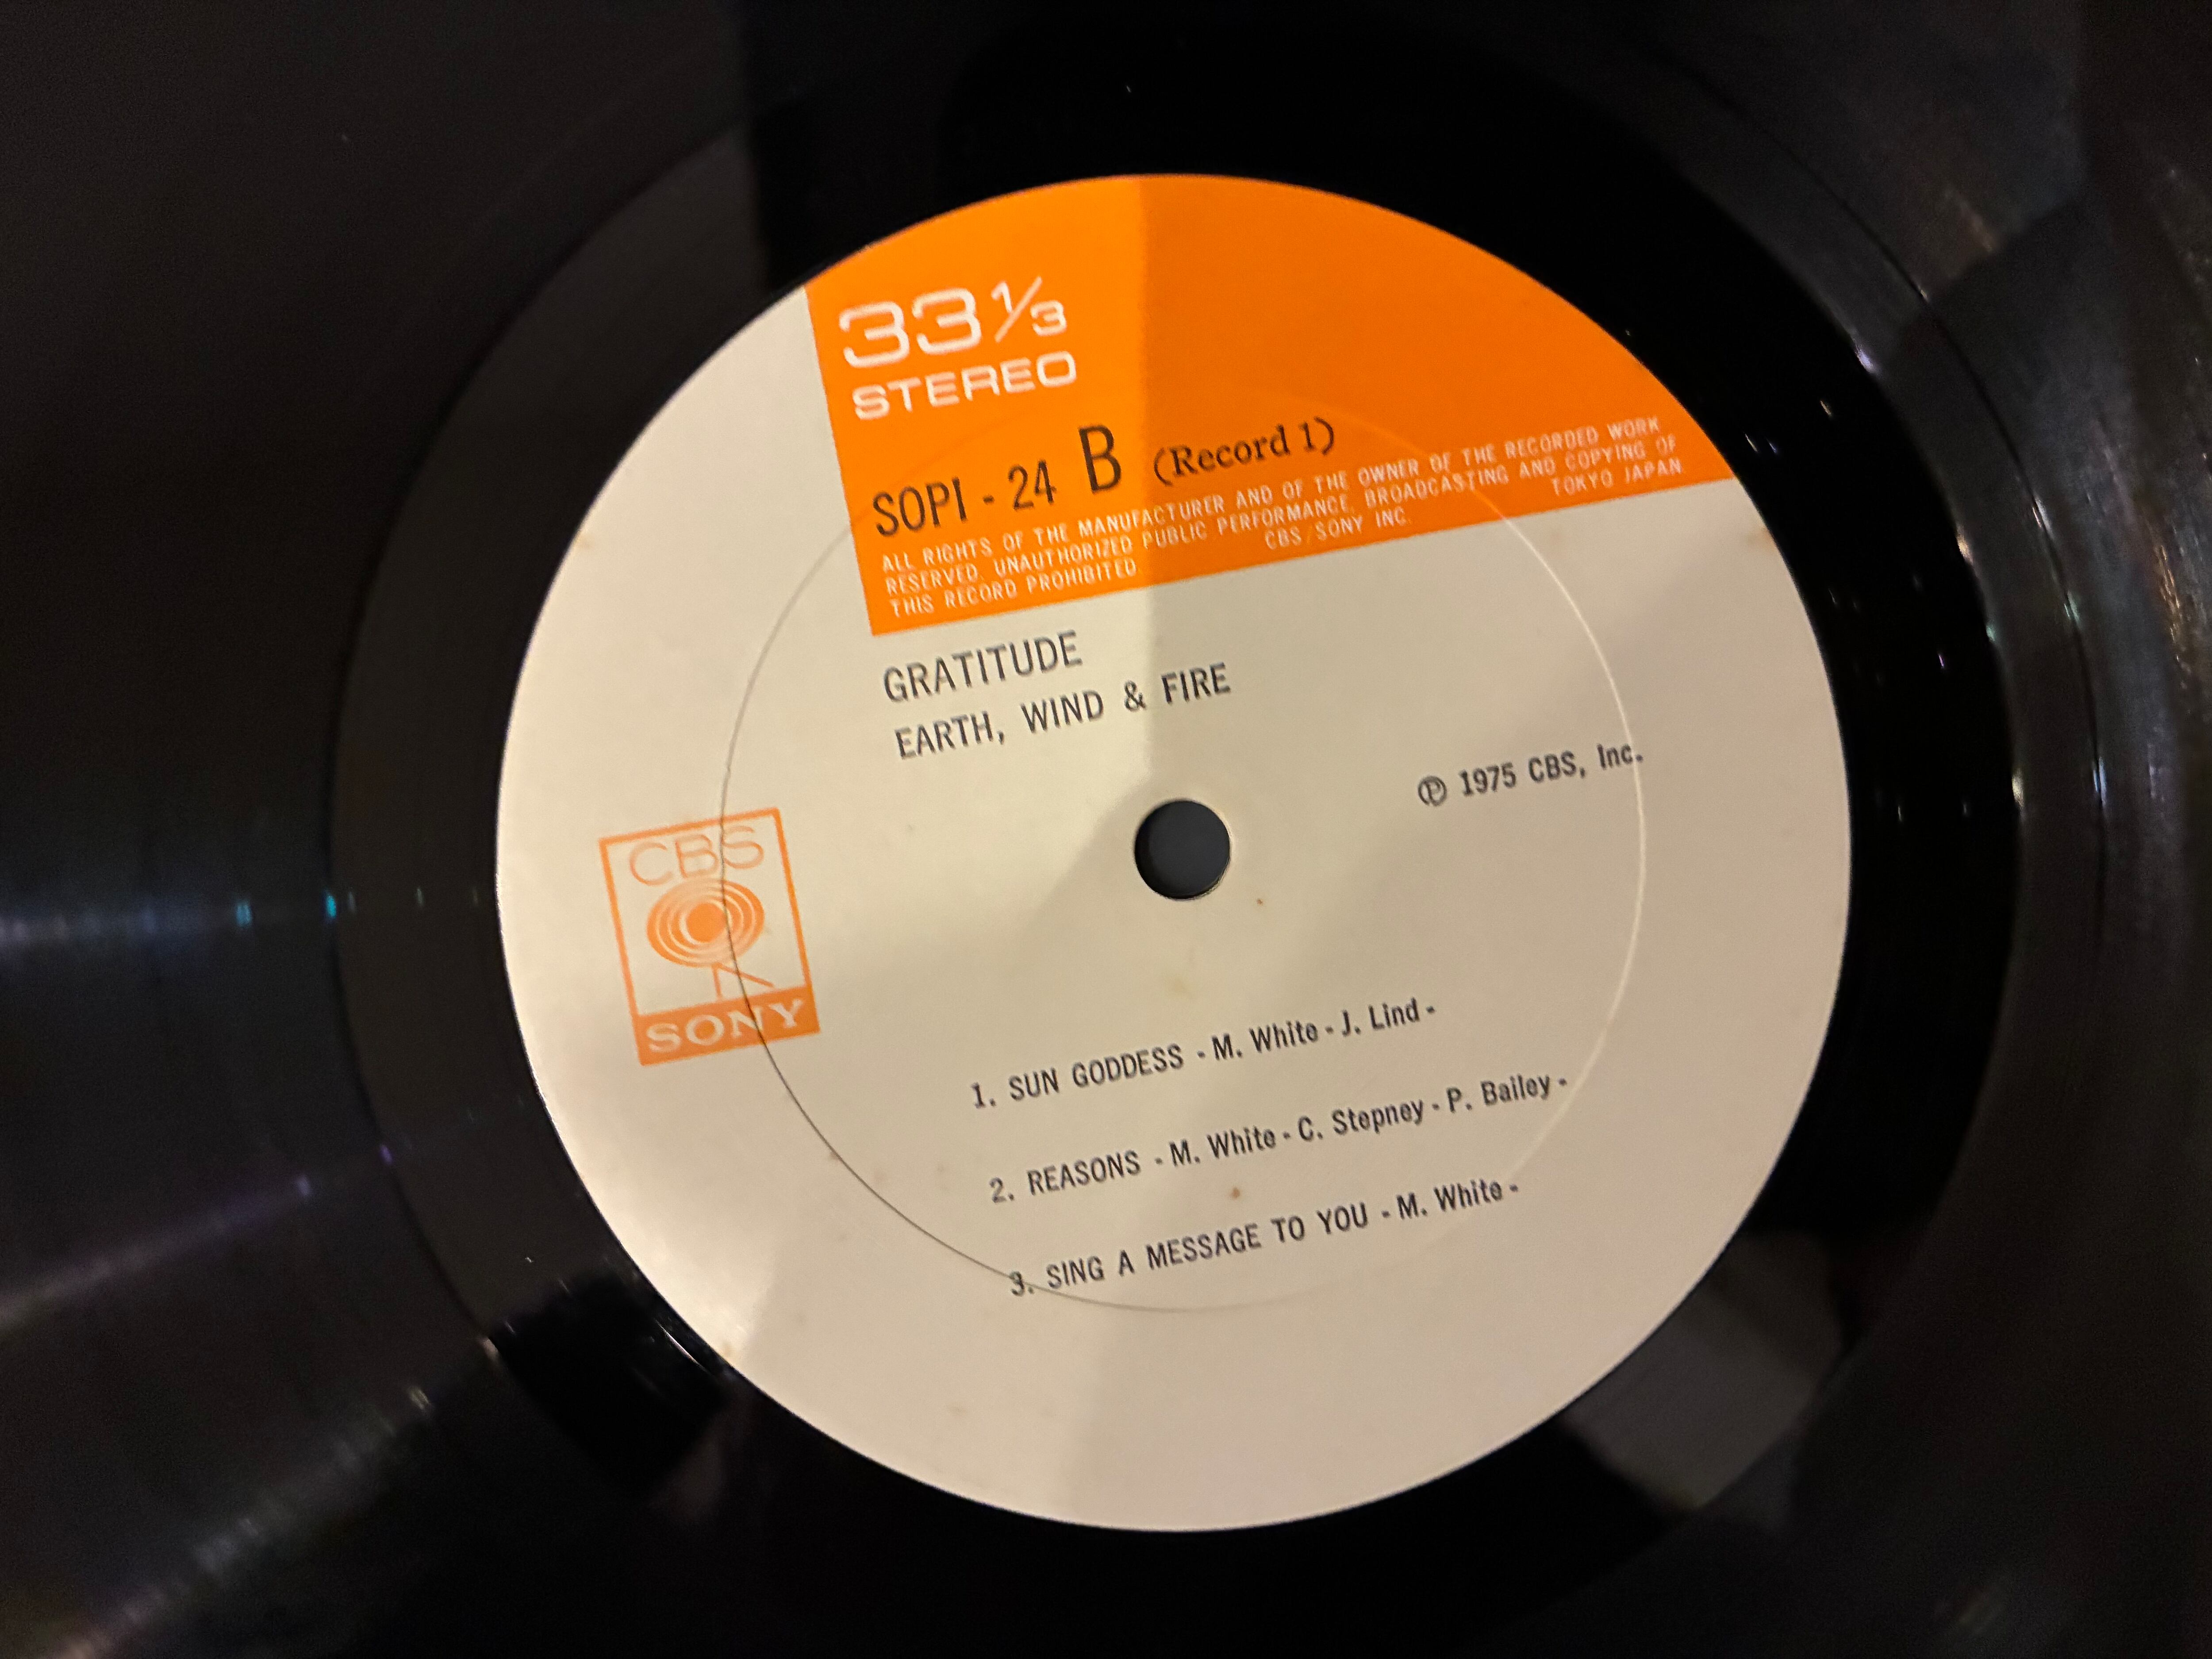 33 1/3
STEREO
SOPI - 24 B (Record 1)
ALL RIGHTS OF THE MANUFACTURER AND OF THE OWNER OF THE RECORDED WORK
RESERVED. UNAUTHORIZED PUBLIC PERFORMANCE, BROADCASTING AND COPYING OF
THIS RECORD PROHIBITED. CBS/SONY INC. TOKYO JAPAN
GRATITUDE
EARTH, WIND & FIRE
℗ 1975 CBS, Inc.
CBS
SONY
1. SUN GODDESS - M. White - J. Lind -
2. REASONS - M. White - C. Stepney - P. Bailey -
3. SING A MESSAGE TO YOU - M. White -